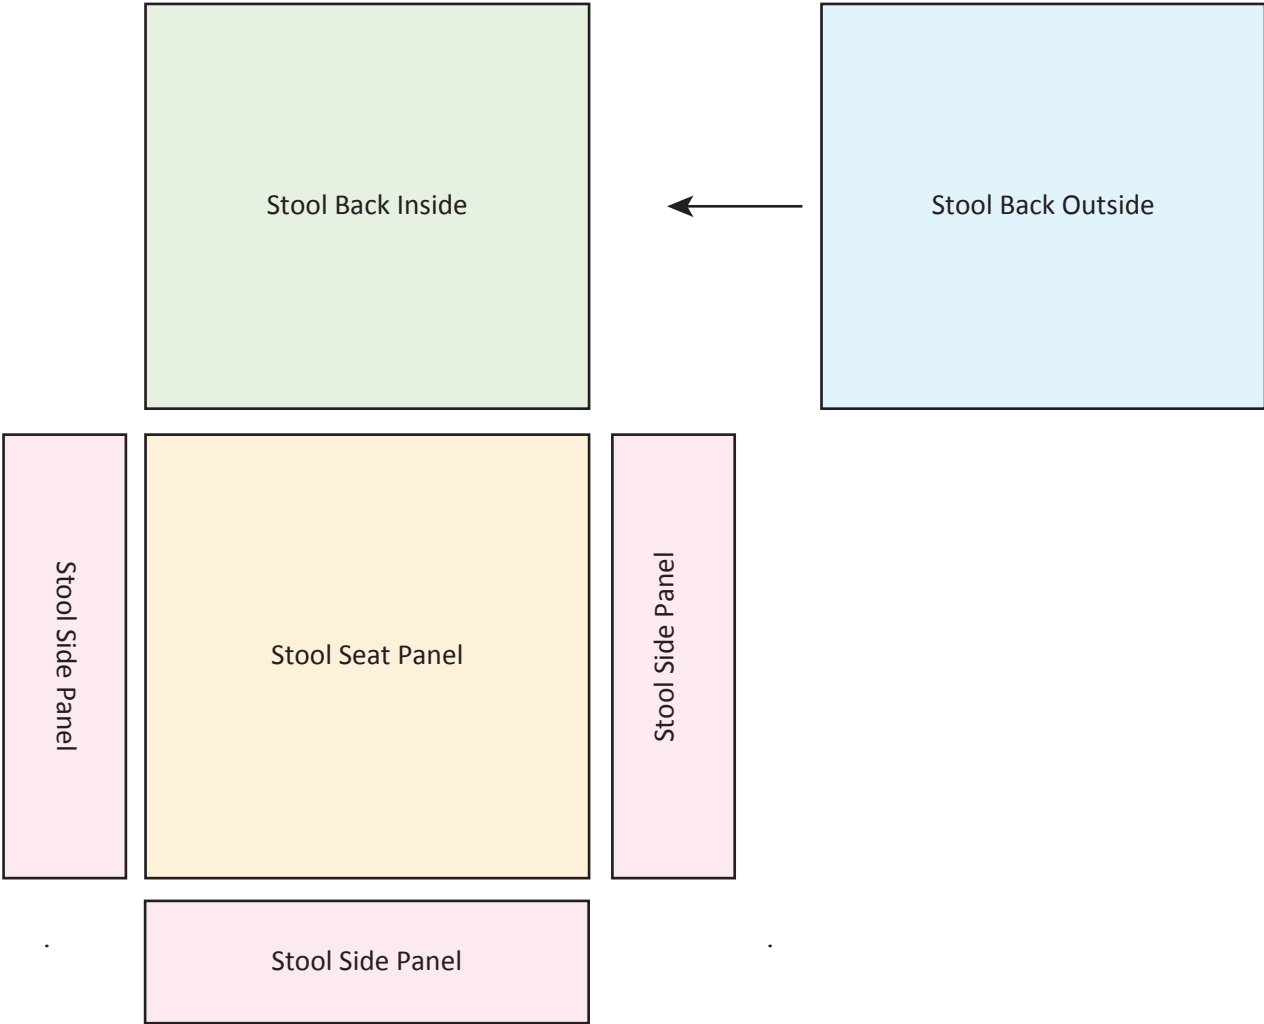 Stool Back Inside
Stool Back Outside
Stool Side Panel
Stool Seat Panel
Stool Side Panel
Stool Side Panel